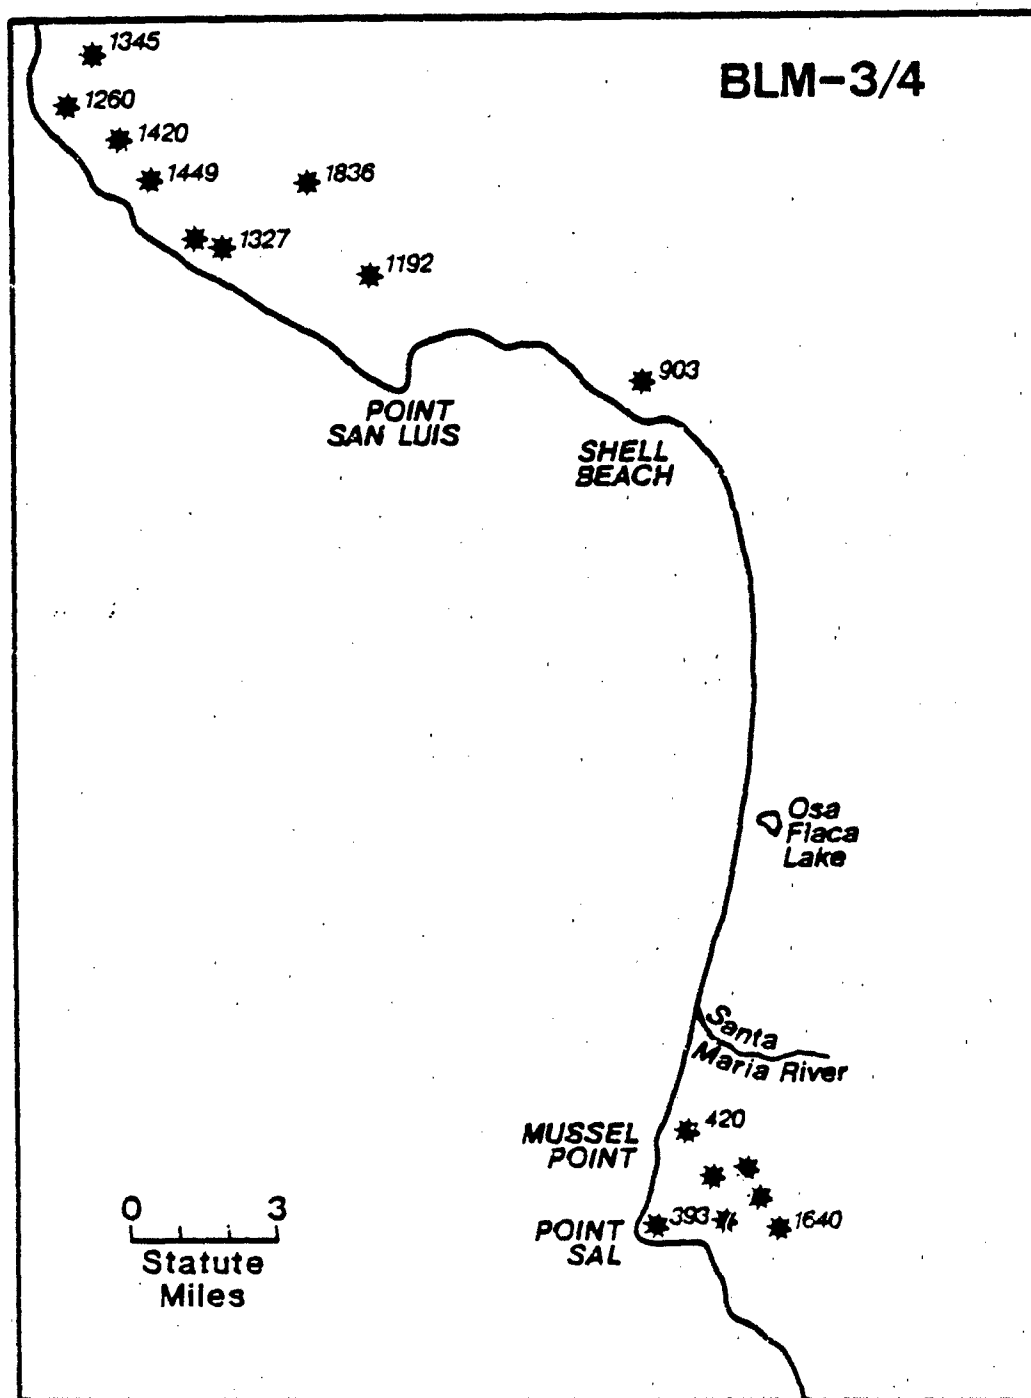 BLM-3/4
1345
1260
1420
1449
1836
1327
1192
903
POINT
SAN LUIS
SHELL
BEACH
Osa
Flaca
Lake
Santa
Maria River
420
MUSSEL
POINT
393
1640
POINT
SAL
0 3
Statute
Miles